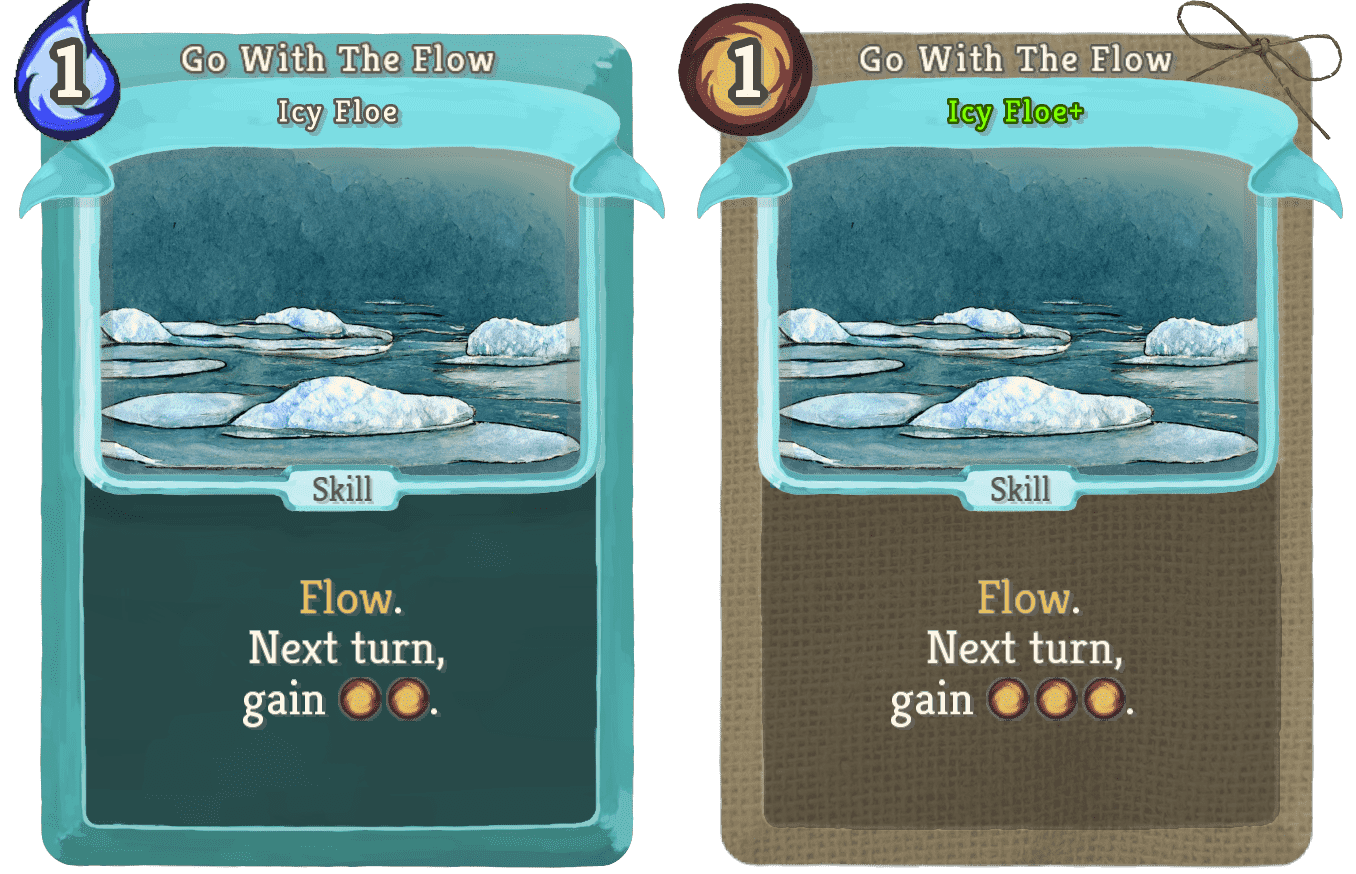 1
Go With The Flow
Icy Floe
Skill
Flow.
Next turn,
gain .
1
Go With The Flow
Icy Floe+
Skill
Flow.
Next turn,
gain .